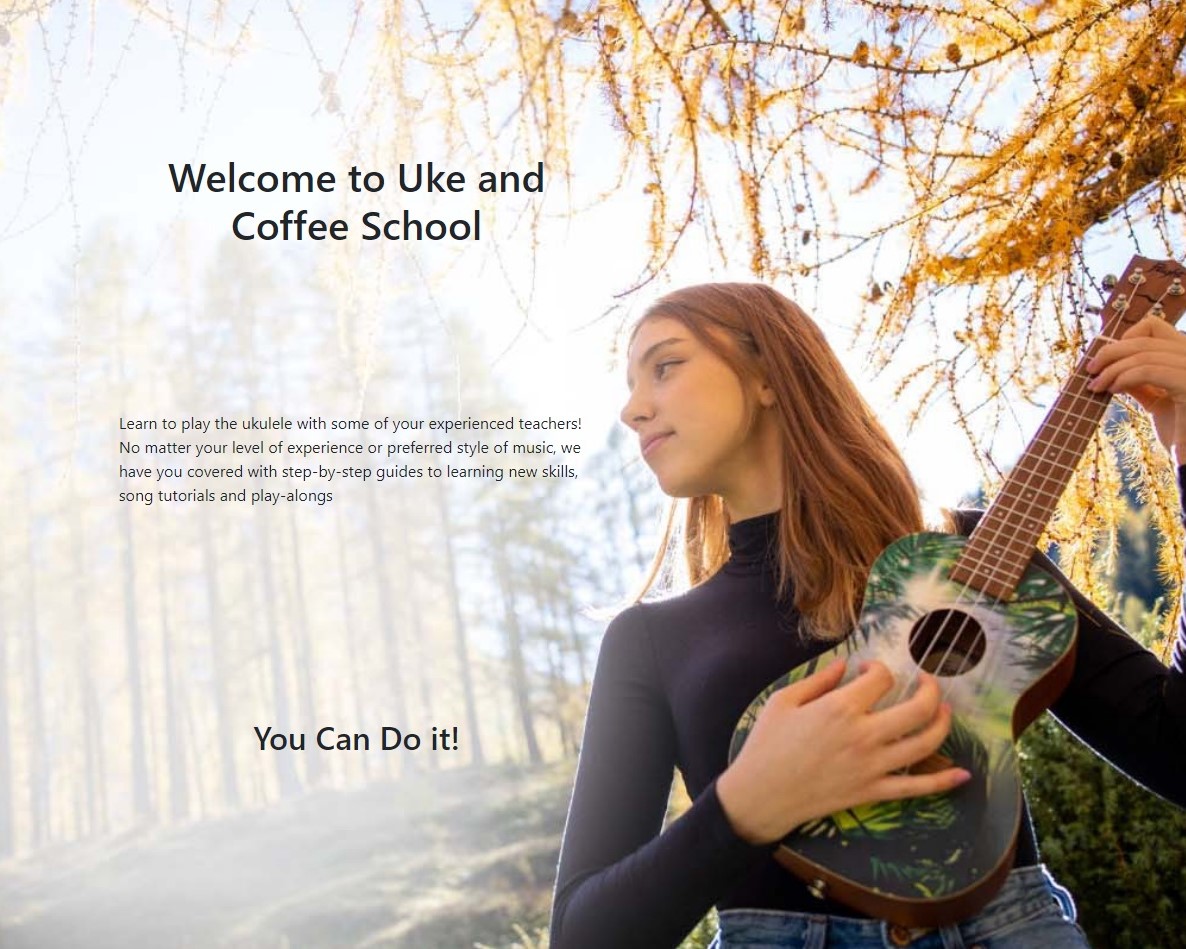 Welcome to Uke and
Coffee School
Learn to play the ukulele with some of your experienced teachers!
No matter your level of experience or preferred style of music, we
have you covered with step-by-step guides to learning new skills,
song tutorials and play-alongs
You Can Do it!